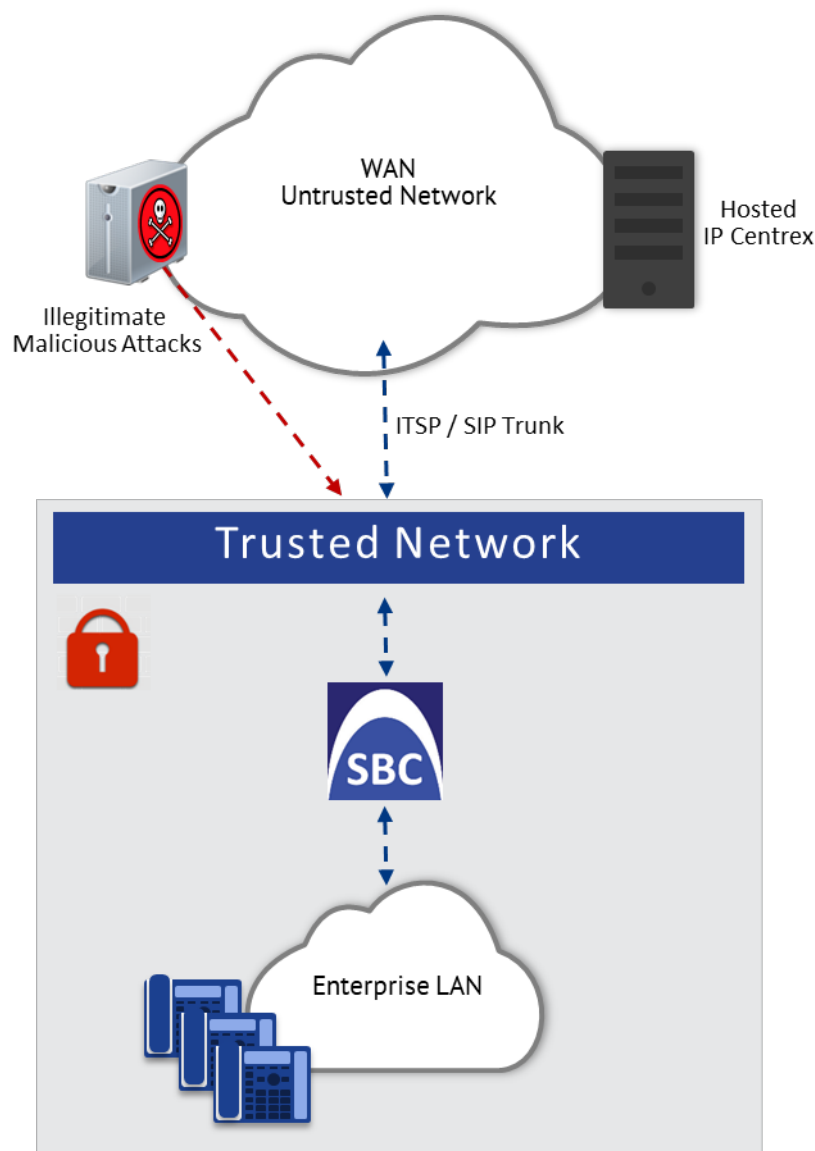 WAN
Untrusted Network
Hosted
IP Centrex
Illegitimate
Malicious Attacks
ITSP / SIP Trunk
Trusted Network
SBC
Enterprise LAN